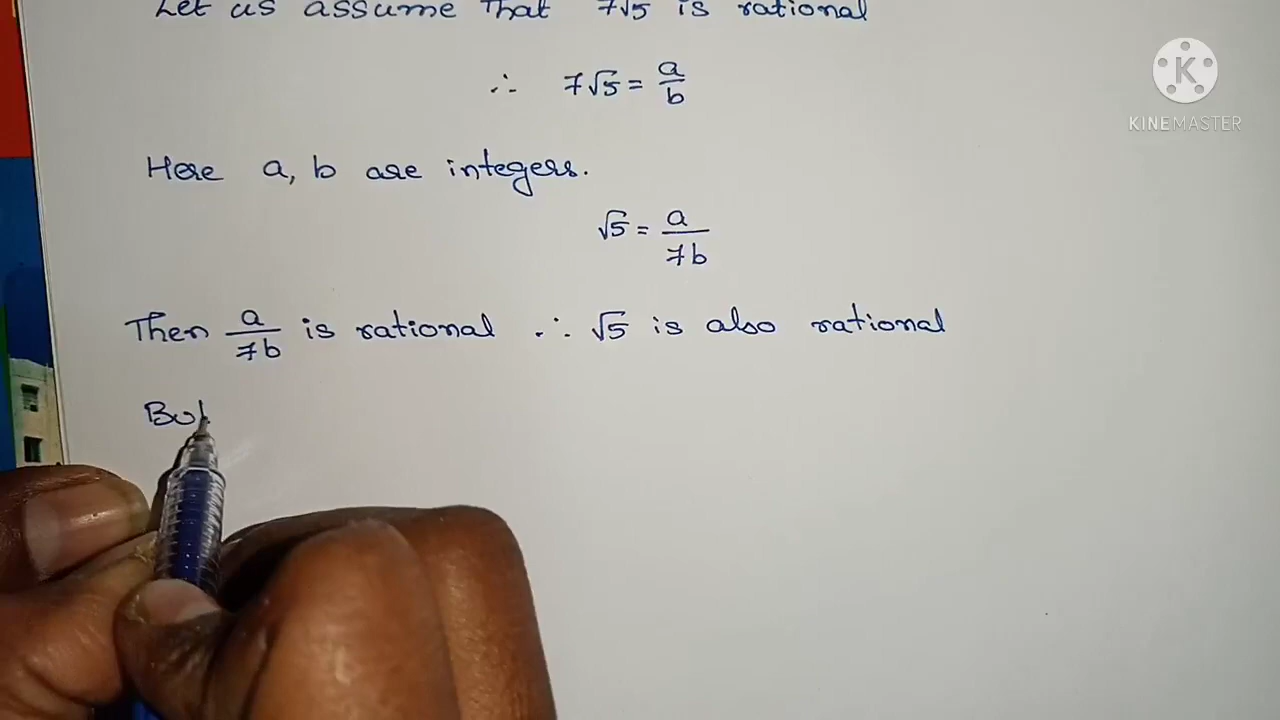 Let us assume that 7√5 is rational
∴ 7√5 = a/b
Here a, b are integers.
√5 = a/7b
Then a/7b is rational ∴ √5 is also rational
But
K
KINEMASTER